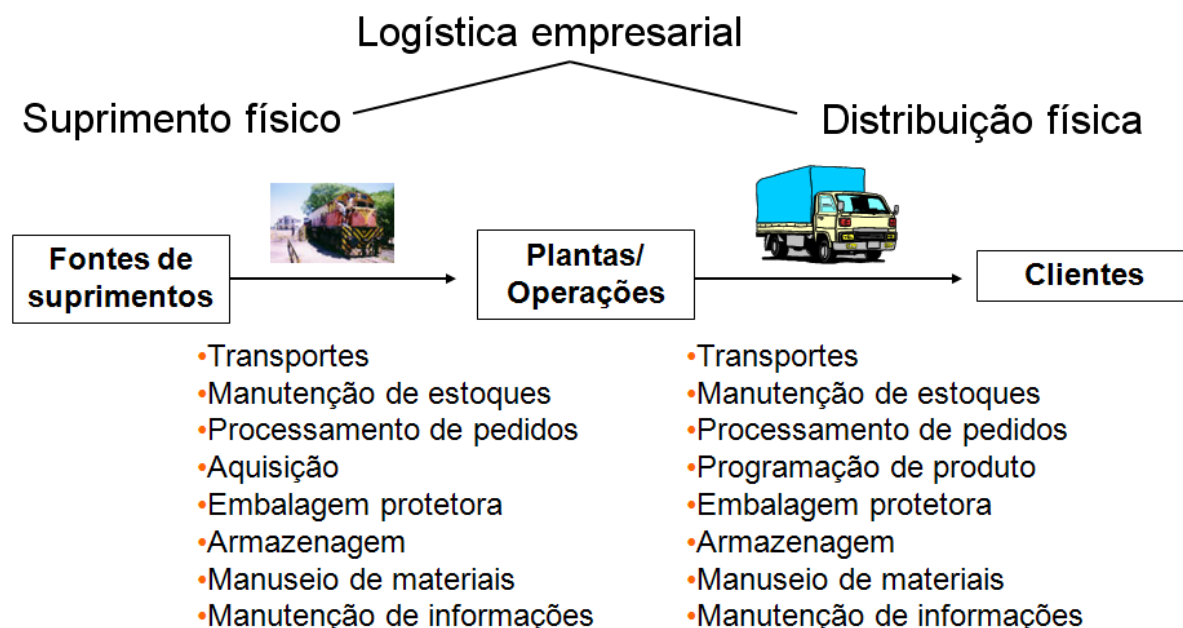 Logística empresarial
Suprimento físico
Distribuição física
Fontes de
suprimentos
Plantas/
Operações
Clientes
•Transportes
•Manutenção de estoques
•Processamento de pedidos
•Aquisição
•Embalagem protetora
•Armazenagem
•Manuseio de materiais
•Manutenção de informações
•Transportes
•Manutenção de estoques
•Processamento de pedidos
•Programação de produto
•Embalagem protetora
•Armazenagem
•Manuseio de materiais
•Manutenção de informações